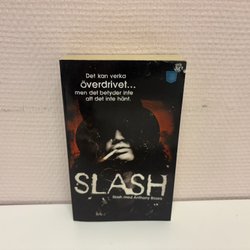 Det kan verka
överdrivet...
men det betyder inte
att det inte hänt.
SLASH
Slash med Anthony Bozza